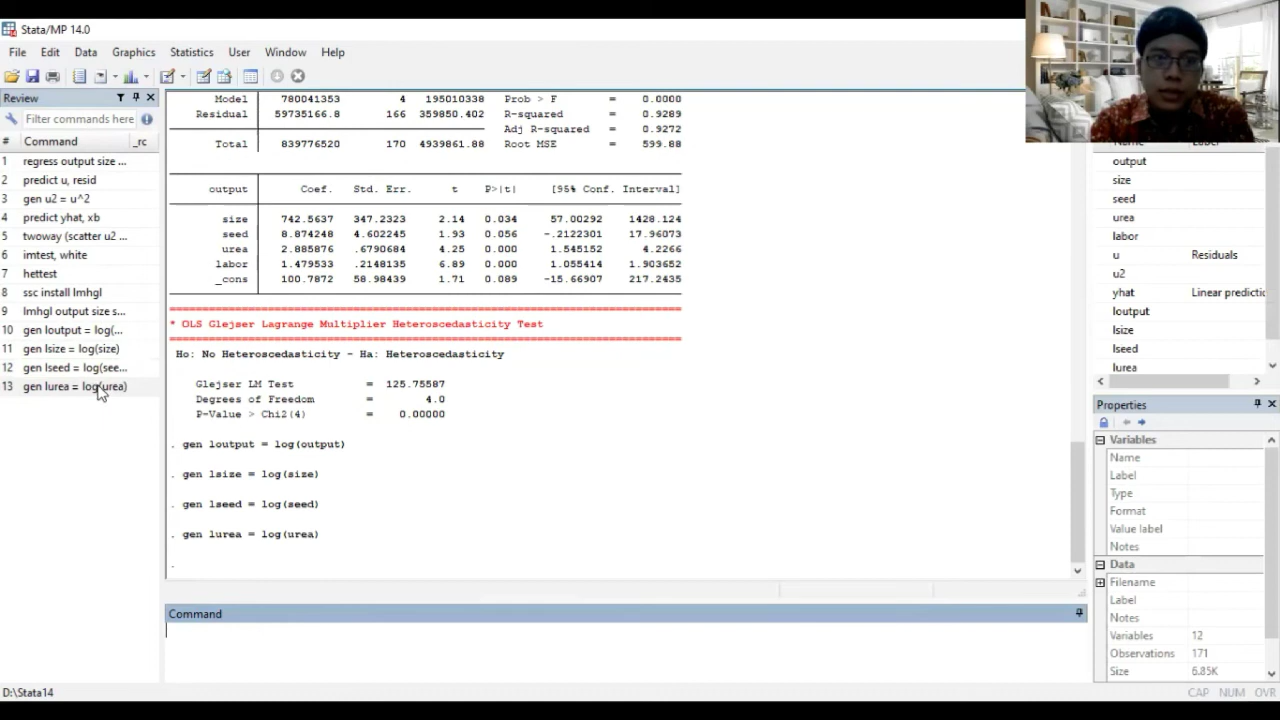 Stata/MP 14.0
File Edit Data Graphics Statistics User Window Help
Review
Filter commands here
# Command _rc
1 regress output size ...
2 predict u, resid
3 gen u2 = u^2
4 predict yhat, xb
5 twoway (scatter u2 ...
6 imtest, white
7 hettest
8 ssc install lmhgl
9 lmhgl output size s...
10 gen loutput = log(...
11 gen lsize = log(size)
12 gen lseed = log(see...
13 gen lurea = log(urea)
Model 780041353 4 195010338 Prob > F = 0.0000
Residual 59735166.8 166 359850.402 R-squared = 0.9289
Adj R-squared = 0.9272
Total 839776520 170 4939861.88 Root MSE = 599.88
output Coef. Std. Err. t P>|t| [95% Conf. Interval]
size 742.5637 347.2323 2.14 0.034 57.00292 1428.124
seed 8.874248 4.602245 1.93 0.056 -.2122301 17.96073
urea 2.885876 .6790684 4.25 0.000 1.545152 4.2266
labor 1.479533 .2148135 6.89 0.000 1.055414 1.903652
_cons 100.7872 58.98439 1.71 0.089 -15.66907 217.2435
* OLS Glejser Lagrange Multiplier Heteroscedasticity Test
Ho: No Heteroscedasticity - Ha: Heteroscedasticity
Glejser LM Test = 125.75587
Degrees of Freedom = 4.0
P-Value > Chi2(4) = 0.00000
. gen loutput = log(output)
. gen lsize = log(size)
. gen lseed = log(seed)
. gen lurea = log(urea)
.
Command
Name Label
output
size
seed
urea
labor
u Residuals
u2
yhat Linear predictio
loutput
lsize
lseed
lurea
Properties
Variables
Name
Label
Type
Format
Value label
Notes
Data
Filename
Label
Notes
Variables 12
Observations 171
Size 6.85K
D:\Stata14
CAP NUM OVR